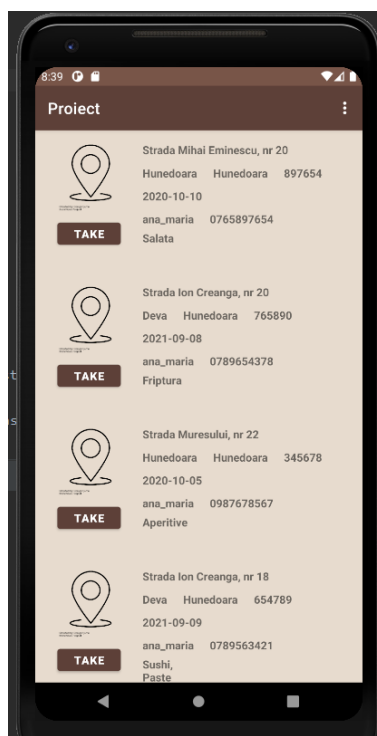 8:39
Proiect
Strada Mihai Eminescu, nr 20
Hunedoara Hunedoara 897654
2020-10-10
ana_maria 0765897654
TAKE
Salata
Strada Ion Creanga, nr 20
Deva Hunedoara 765890
2021-09-08
ana_maria 0789654378
TAKE
Friptura
Strada Muresului, nr 22
Hunedoara Hunedoara 345678
2020-10-05
ana_maria 0987678567
TAKE
Aperitive
Strada Ion Creanga, nr 18
Deva Hunedoara 654789
2021-09-09
ana_maria 0789563421
TAKE
Sushi,
Paste